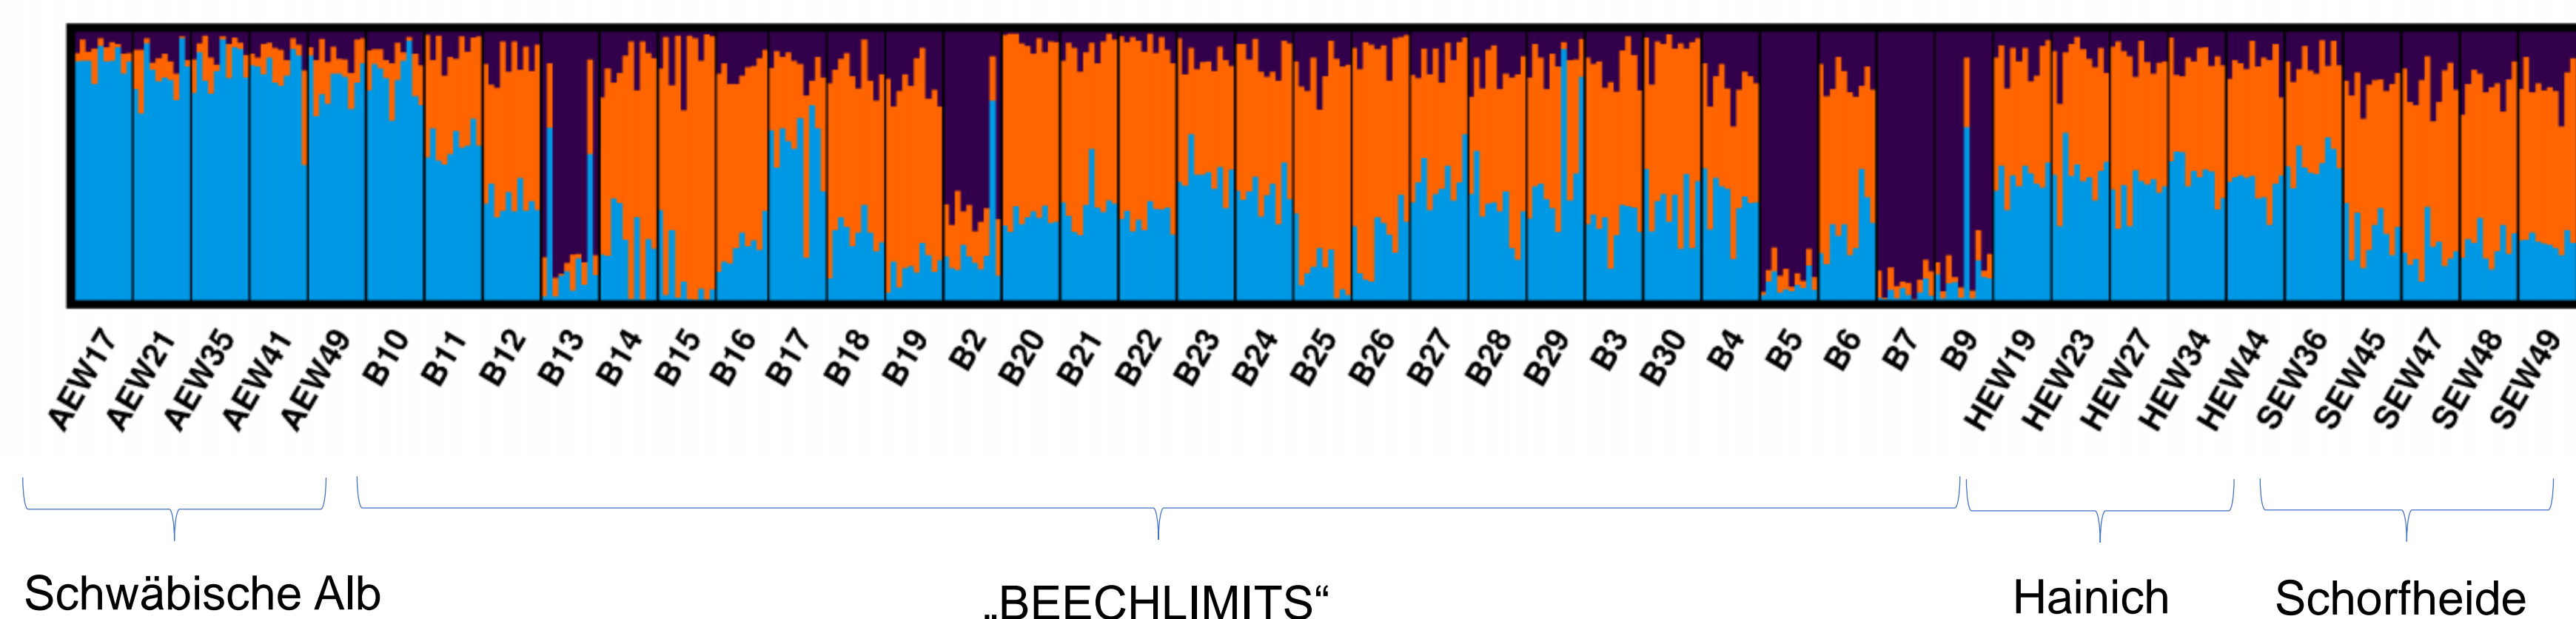 AEW17 AEW21 AEW35 AEW41 AEW49 B10 B11 B12 B13 B14 B15 B16 B17 B18 B19 B2 B20 B21 B22 B23 B24 B25 B26 B27 B28 B29 B3 B30 B4 B5 B6 B7 B9 HEW19 HEW23 HEW27 HEW34 HEW44 SEW36 SEW45 SEW47 SEW48 SEW49
Schwäbische Alb „BEECHLIMITS“ Hainich Schorfheide